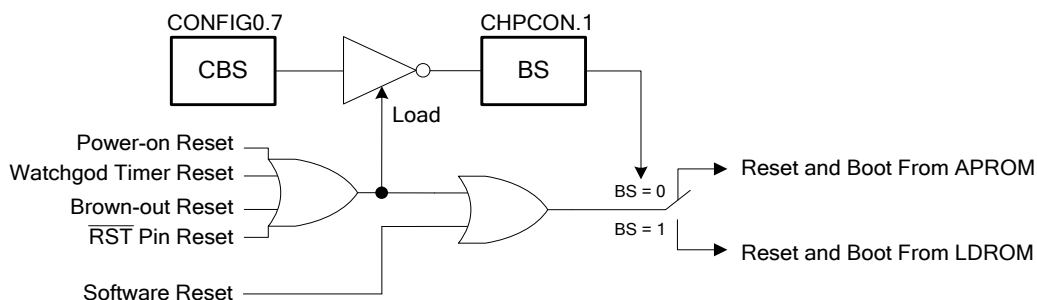 CONFIG0.7
CHPCON.1
CBS
BS
Load
Power-on Reset
Watchgod Timer Reset
Brown-out Reset
RST Pin Reset
Software Reset
BS = 0
BS = 1
Reset and Boot From APROM
Reset and Boot From LDROM